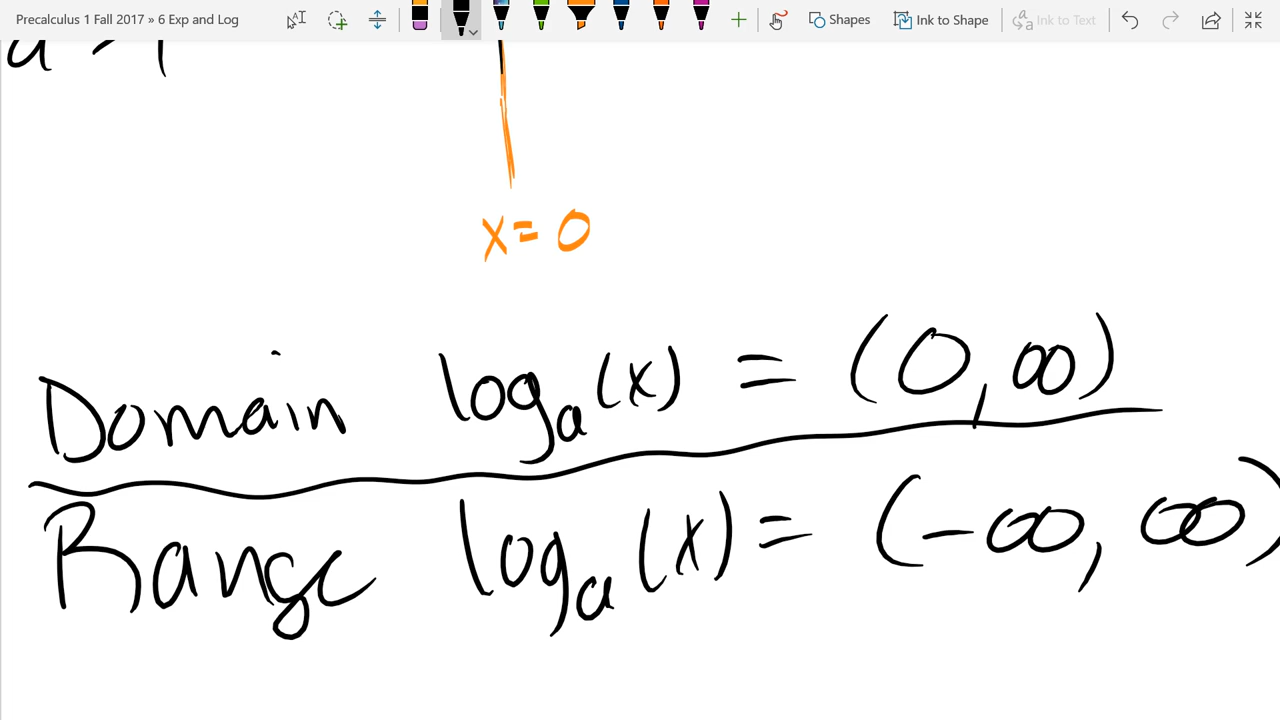 Precalculus 1 Fall 2017 » 6 Exp and Log
Shapes
Ink to Shape
Ink to Text
a > 1
x = 0
Domain log_a (x) = (0, ∞)
Range log_a (x) = (-∞, ∞)